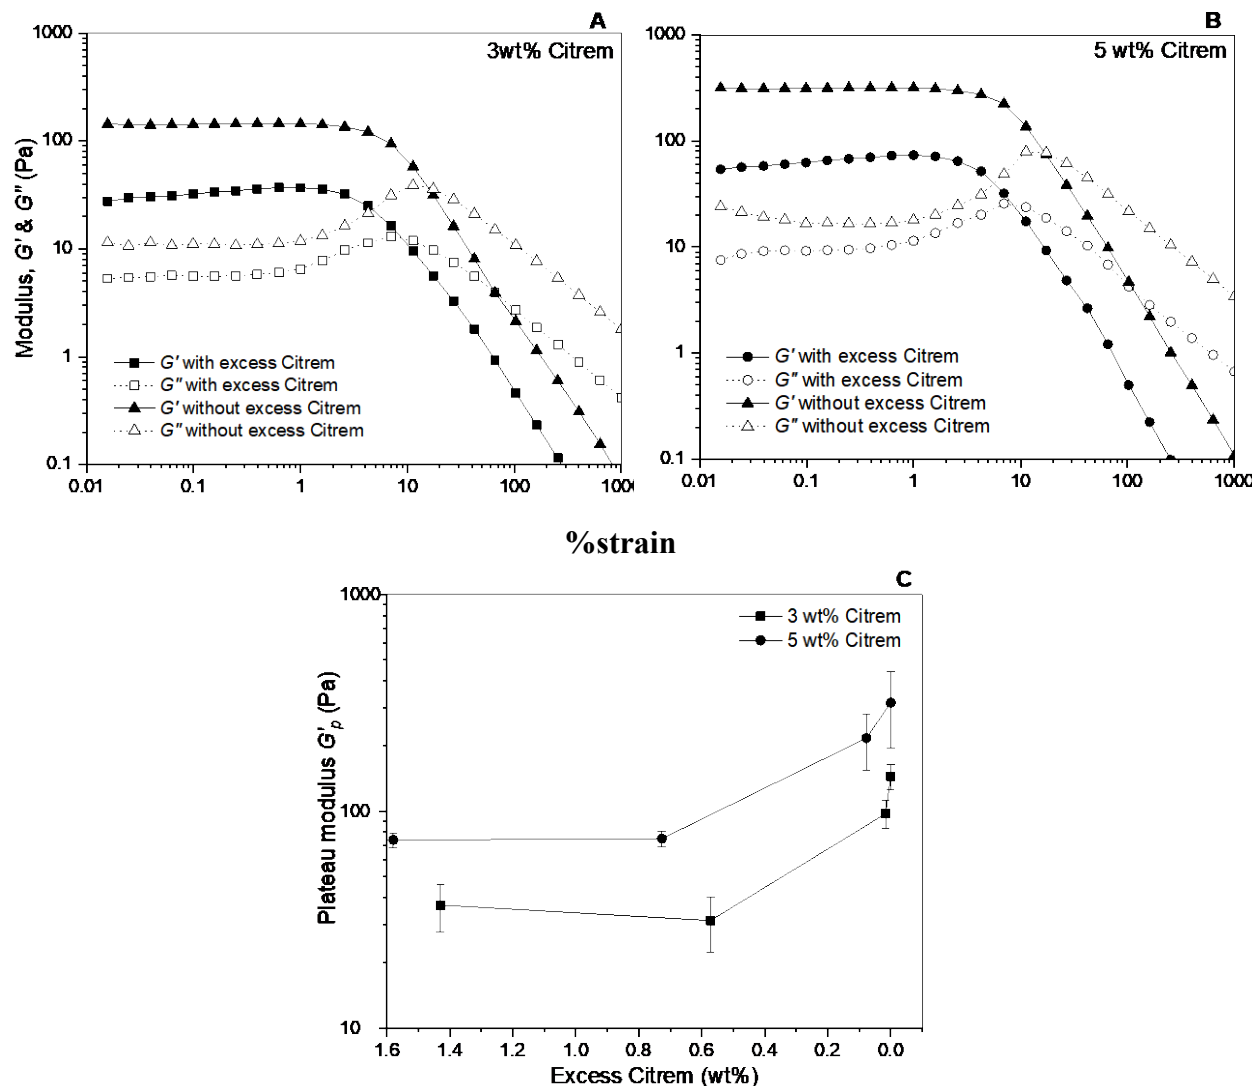 A
3wt% Citrem
1000
100
10
1
0.1
0.01
0.1
1
10
100
1000
Modulus, G' & G'' (Pa)
G' with excess Citrem
G'' with excess Citrem
G' without excess Citrem
G'' without excess Citrem
B
5 wt% Citrem
1000
100
10
1
0.1
0.01
0.1
1
10
100
1000
G' with excess Citrem
G'' with excess Citrem
G' without excess Citrem
G'' without excess Citrem
%strain
C
1000
100
10
3 wt% Citrem
5 wt% Citrem
Plateau modulus G'p (Pa)
1.6 1.4 1.2 1.0 0.8 0.6 0.4 0.2 0.0
Excess Citrem (wt%)